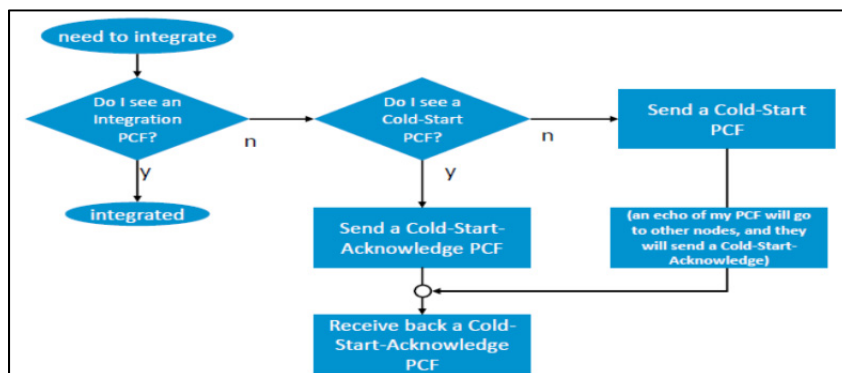 need to integrate
Do I see an
Integration
PCF?
n
Do I see a
Cold-Start
PCF?
n
Send a Cold-Start
PCF
y
integrated
y
Send a Cold-Start-
Acknowledge PCF
(an echo of my PCF will go
to other nodes, and they
will send a Cold-Start-
Acknowledge)
Receive back a Cold-
Start-Acknowledge
PCF